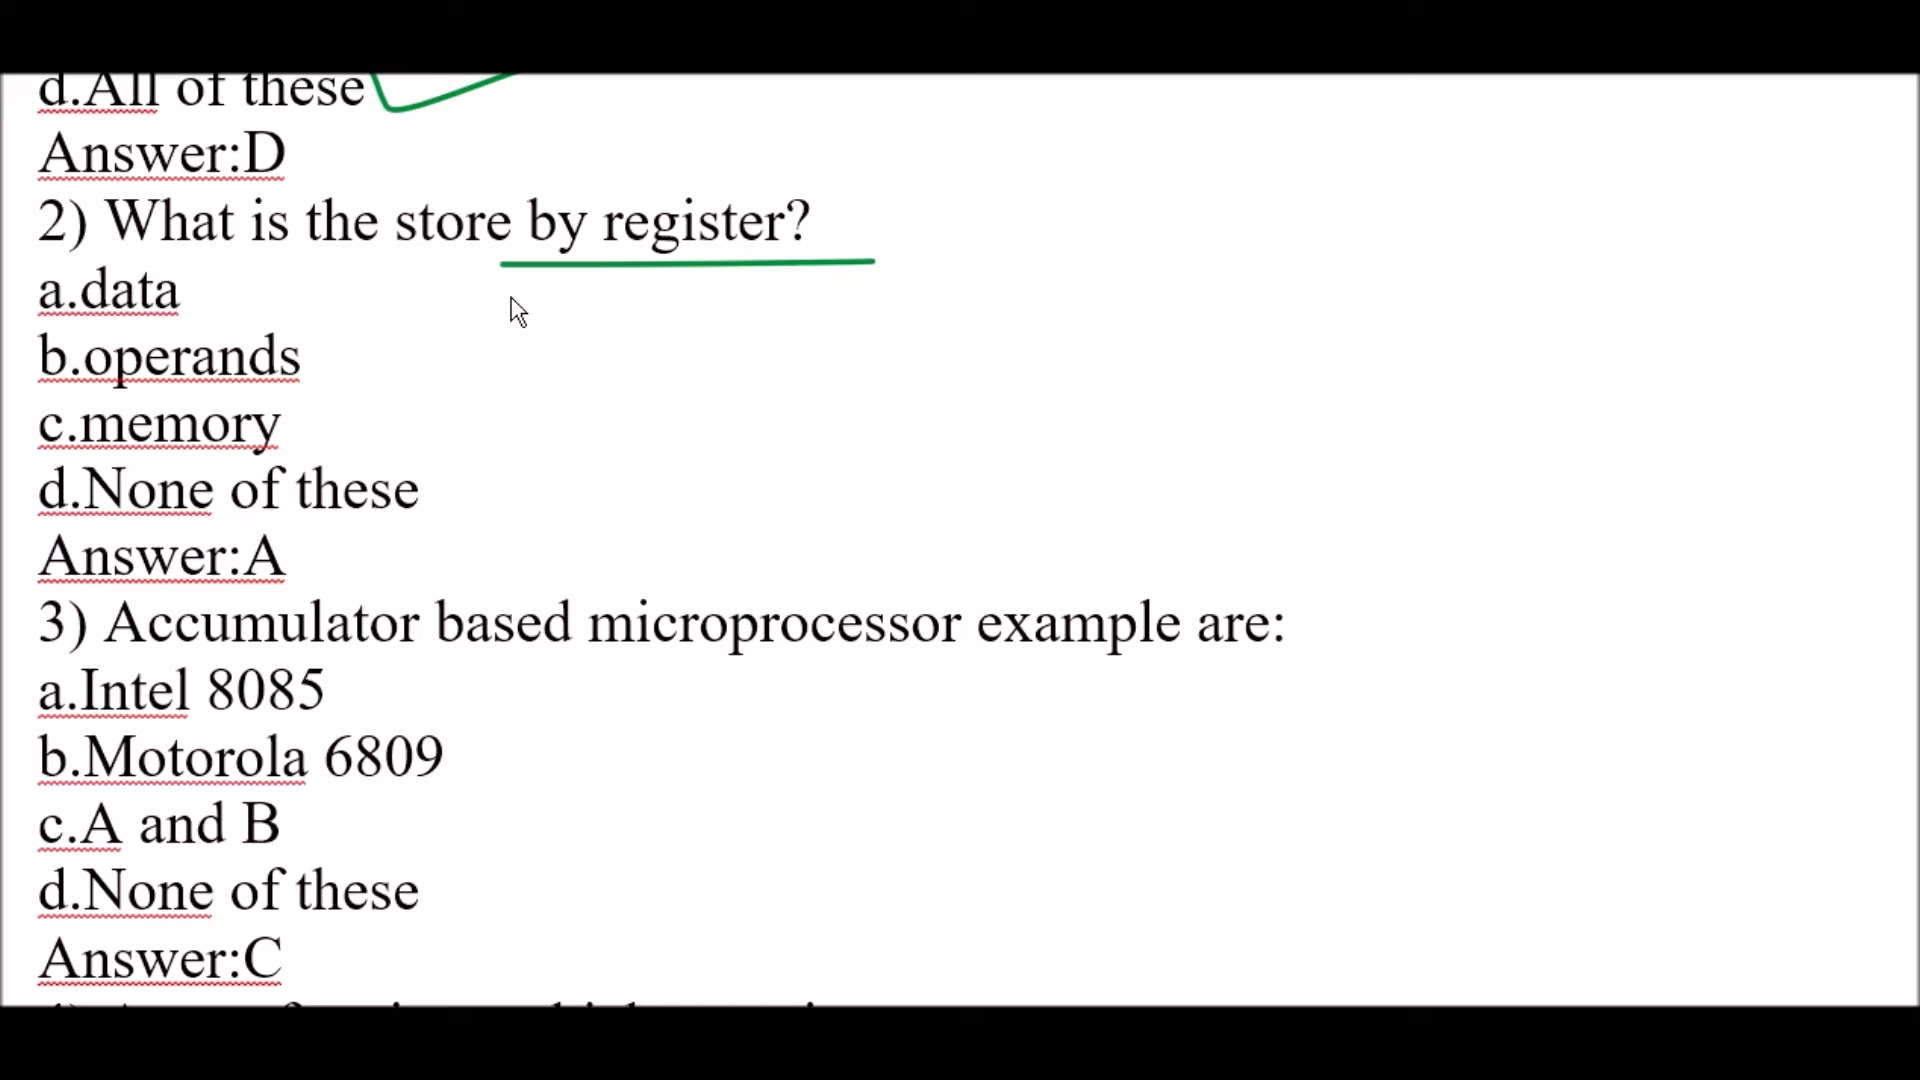 d.All of these
Answer:D
2) What is the store by register?
a.data
b.operands
c.memory
d.None of these
Answer:A
3) Accumulator based microprocessor example are:
a.Intel 8085
b.Motorola 6809
c.A and B
d.None of these
Answer:C